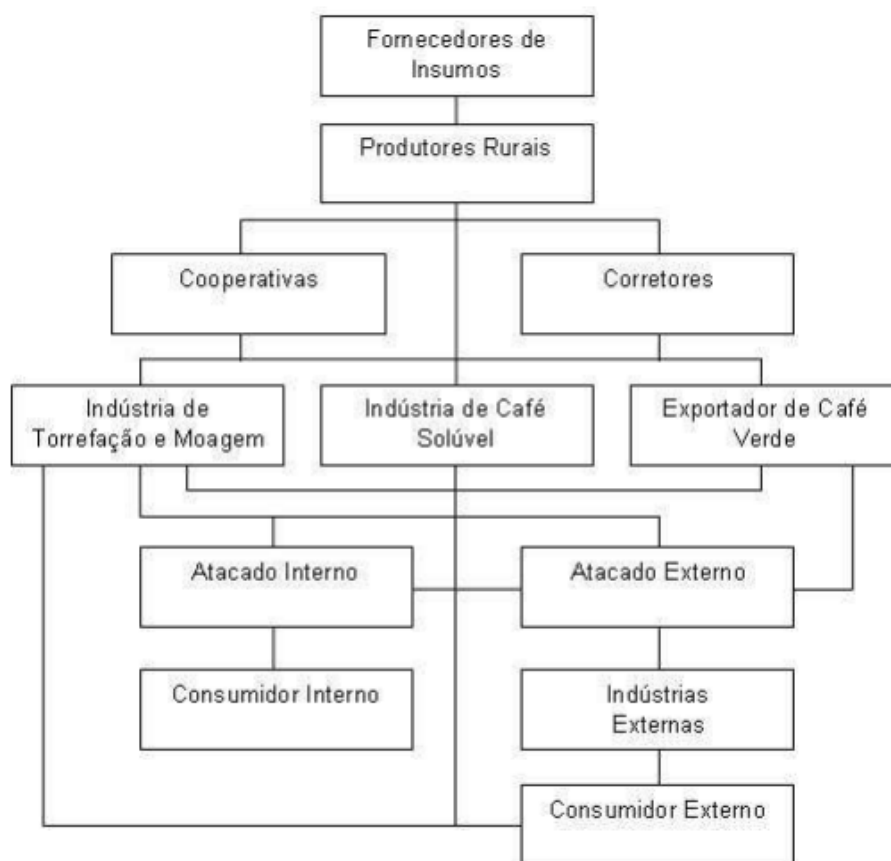 Fornecedores de
Insumos
Produtores Rurais
Cooperativas
Corretores
Indústria de
Torrefação e Moagem
Indústria de Café
Solúvel
Exportador de Café
Verde
Atacado Interno
Atacado Externo
Consumidor Interno
Indústrias
Externas
Consumidor Externo